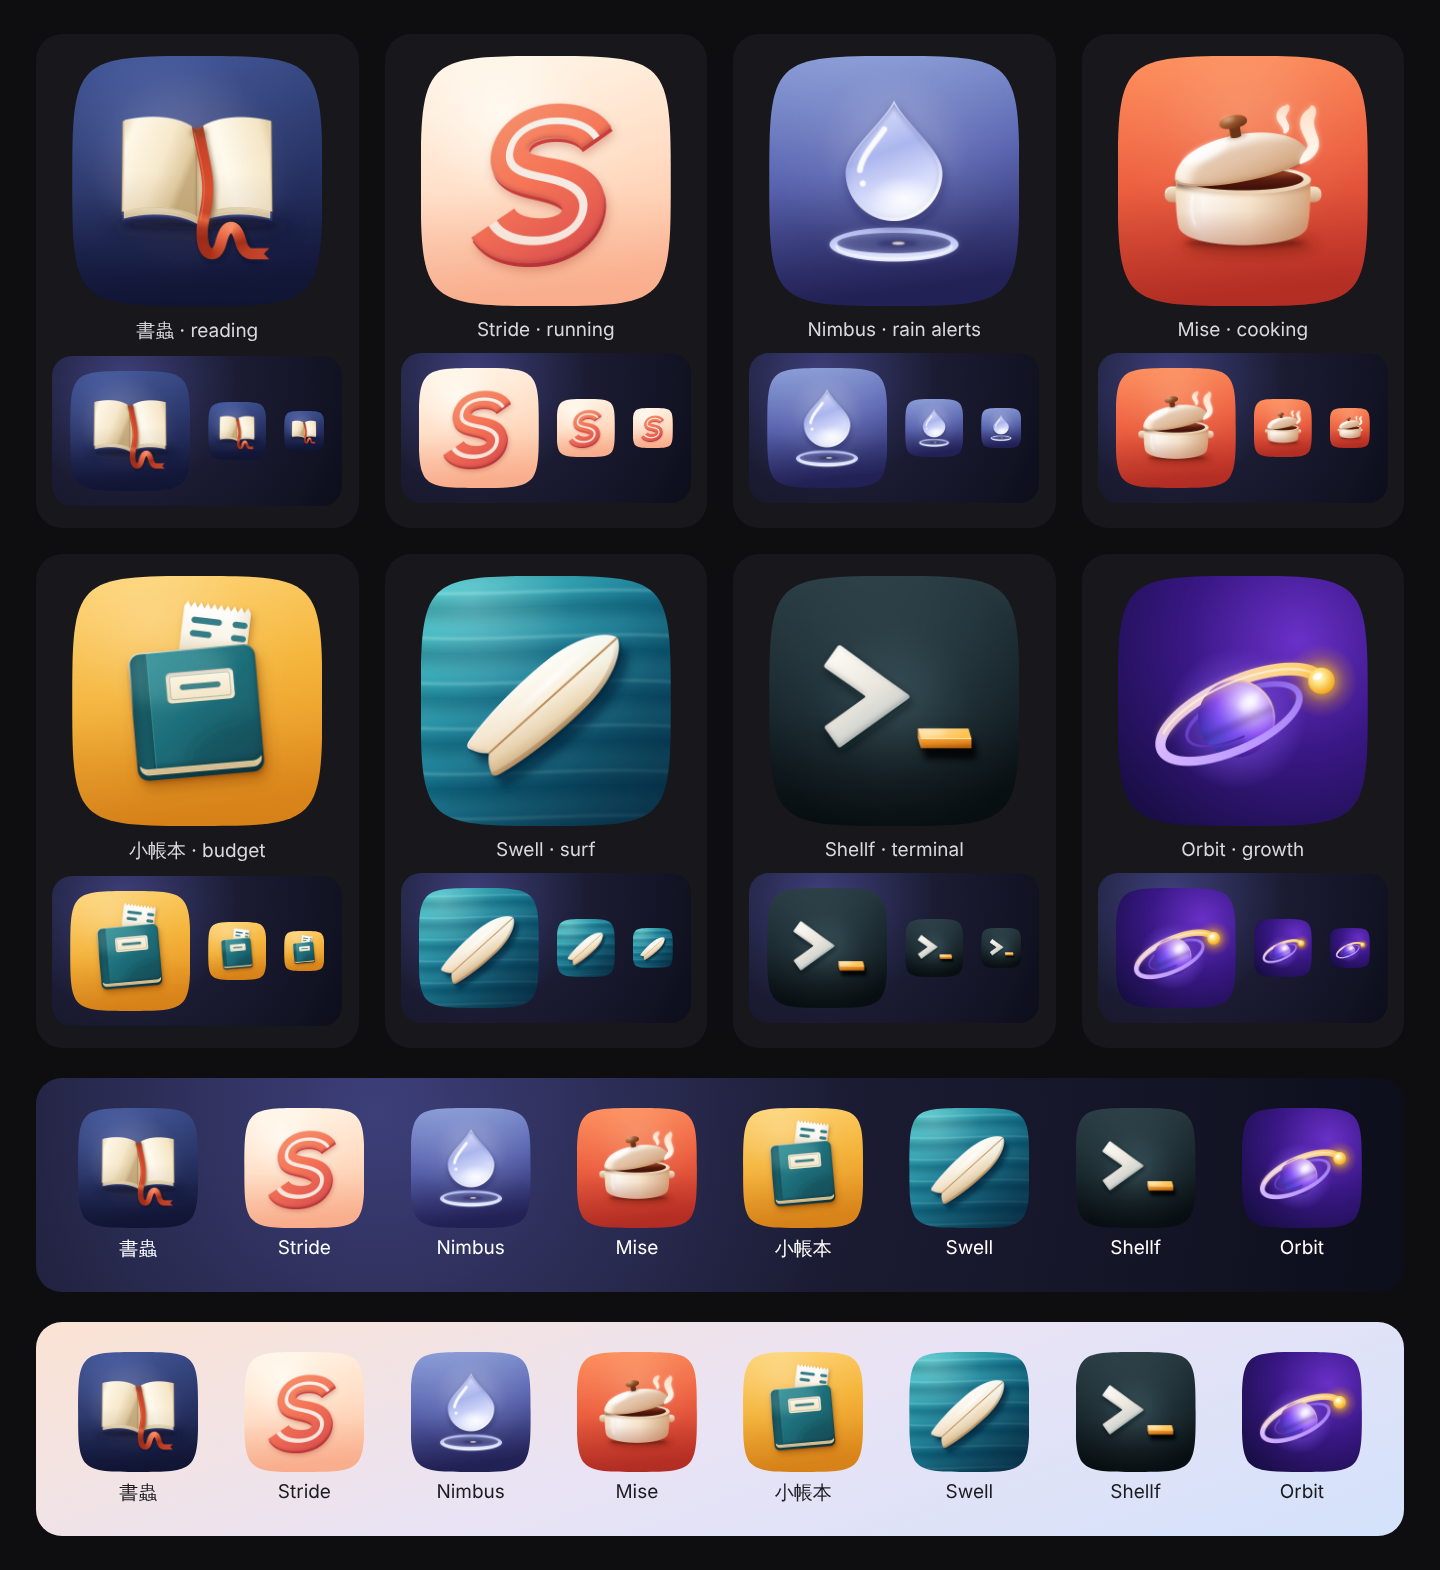 書蟲 · reading
Stride · running
Nimbus · rain alerts
Mise · cooking
小帳本 · budget
Swell · surf
Shellf · terminal
Orbit · growth
書蟲
Stride
Nimbus
Mise
小帳本
Swell
Shellf
Orbit
書蟲
Stride
Nimbus
Mise
小帳本
Swell
Shellf
Orbit